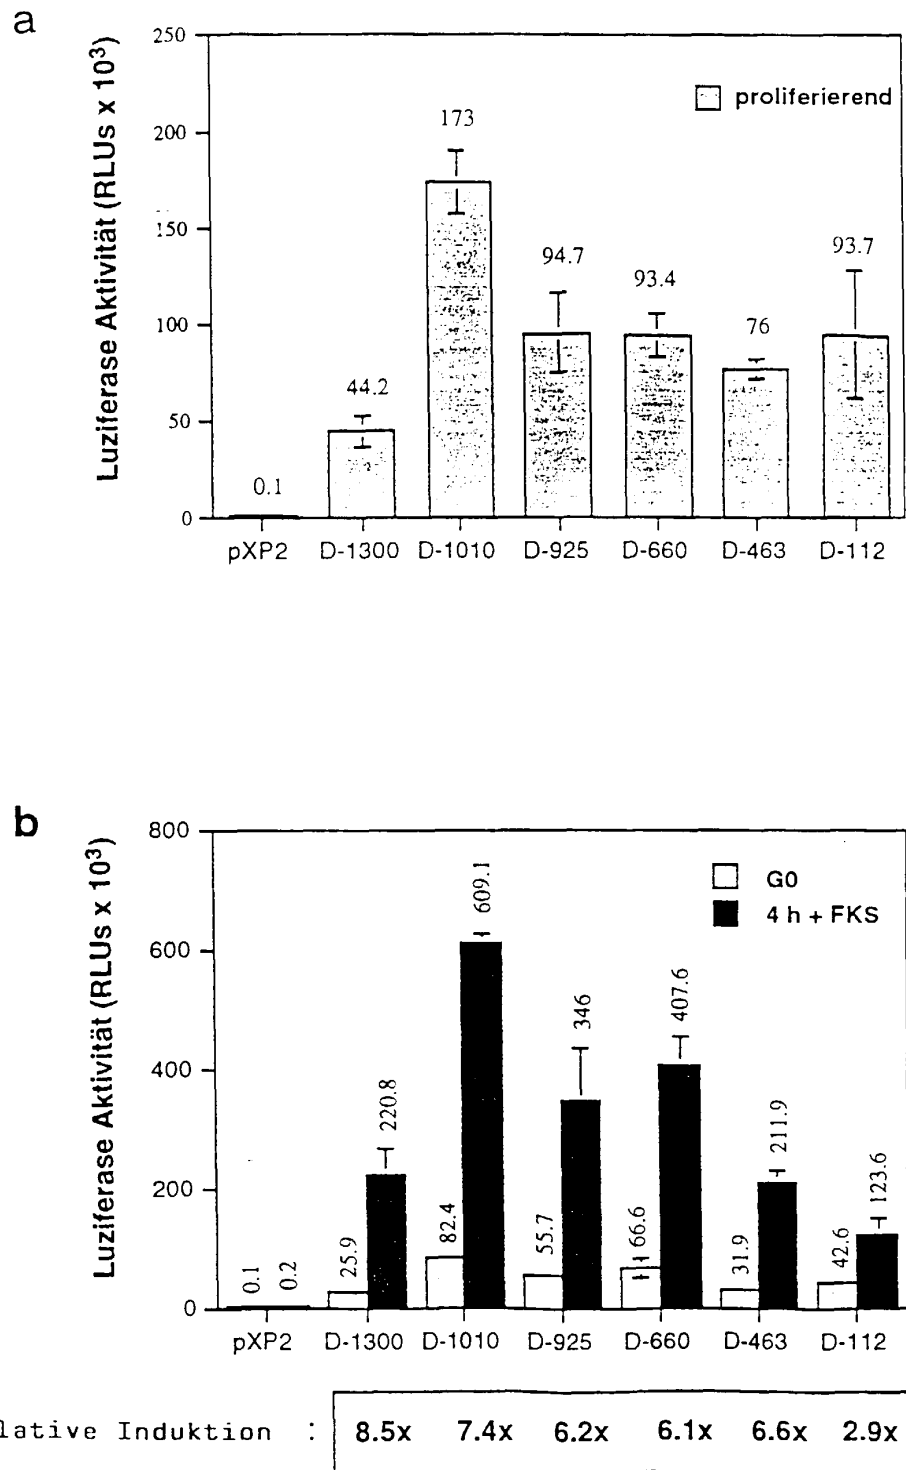 a
Luziferase Aktivität (RLUs x 10³)
250
200
150
100
50
0
proliferierend
0.1
44.2
173
94.7
93.4
76
93.7
pXP2 D-1300 D-1010 D-925 D-660 D-463 D-112
b
Luziferase Aktivität (RLUs x 10³)
800
600
400
200
0
G0
4 h + FKS
0.1 0.2 25.9 220.8 82.4 609.1 55.7 346 66.6 407.6 31.9 211.9 42.6 123.6
pXP2 D-1300 D-1010 D-925 D-660 D-463 D-112
lative Induktion : 8.5x 7.4x 6.2x 6.1x 6.6x 2.9x